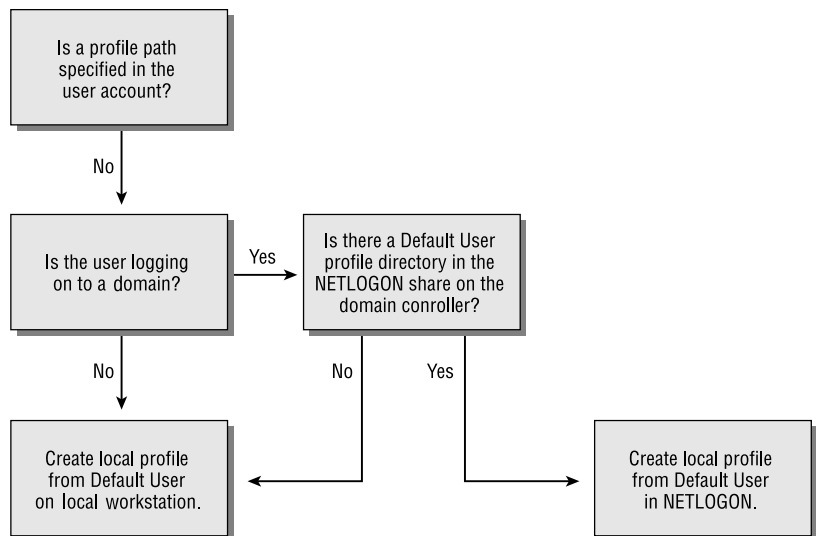 Is a profile path
specified in the
user account?
No
Is the user logging
on to a domain?
Yes
Is there a Default User
profile directory in the
NETLOGON share on the
domain conroller?
No
No
Yes
Create local profile
from Default User
on local workstation.
Create local profile
from Default User
in NETLOGON.